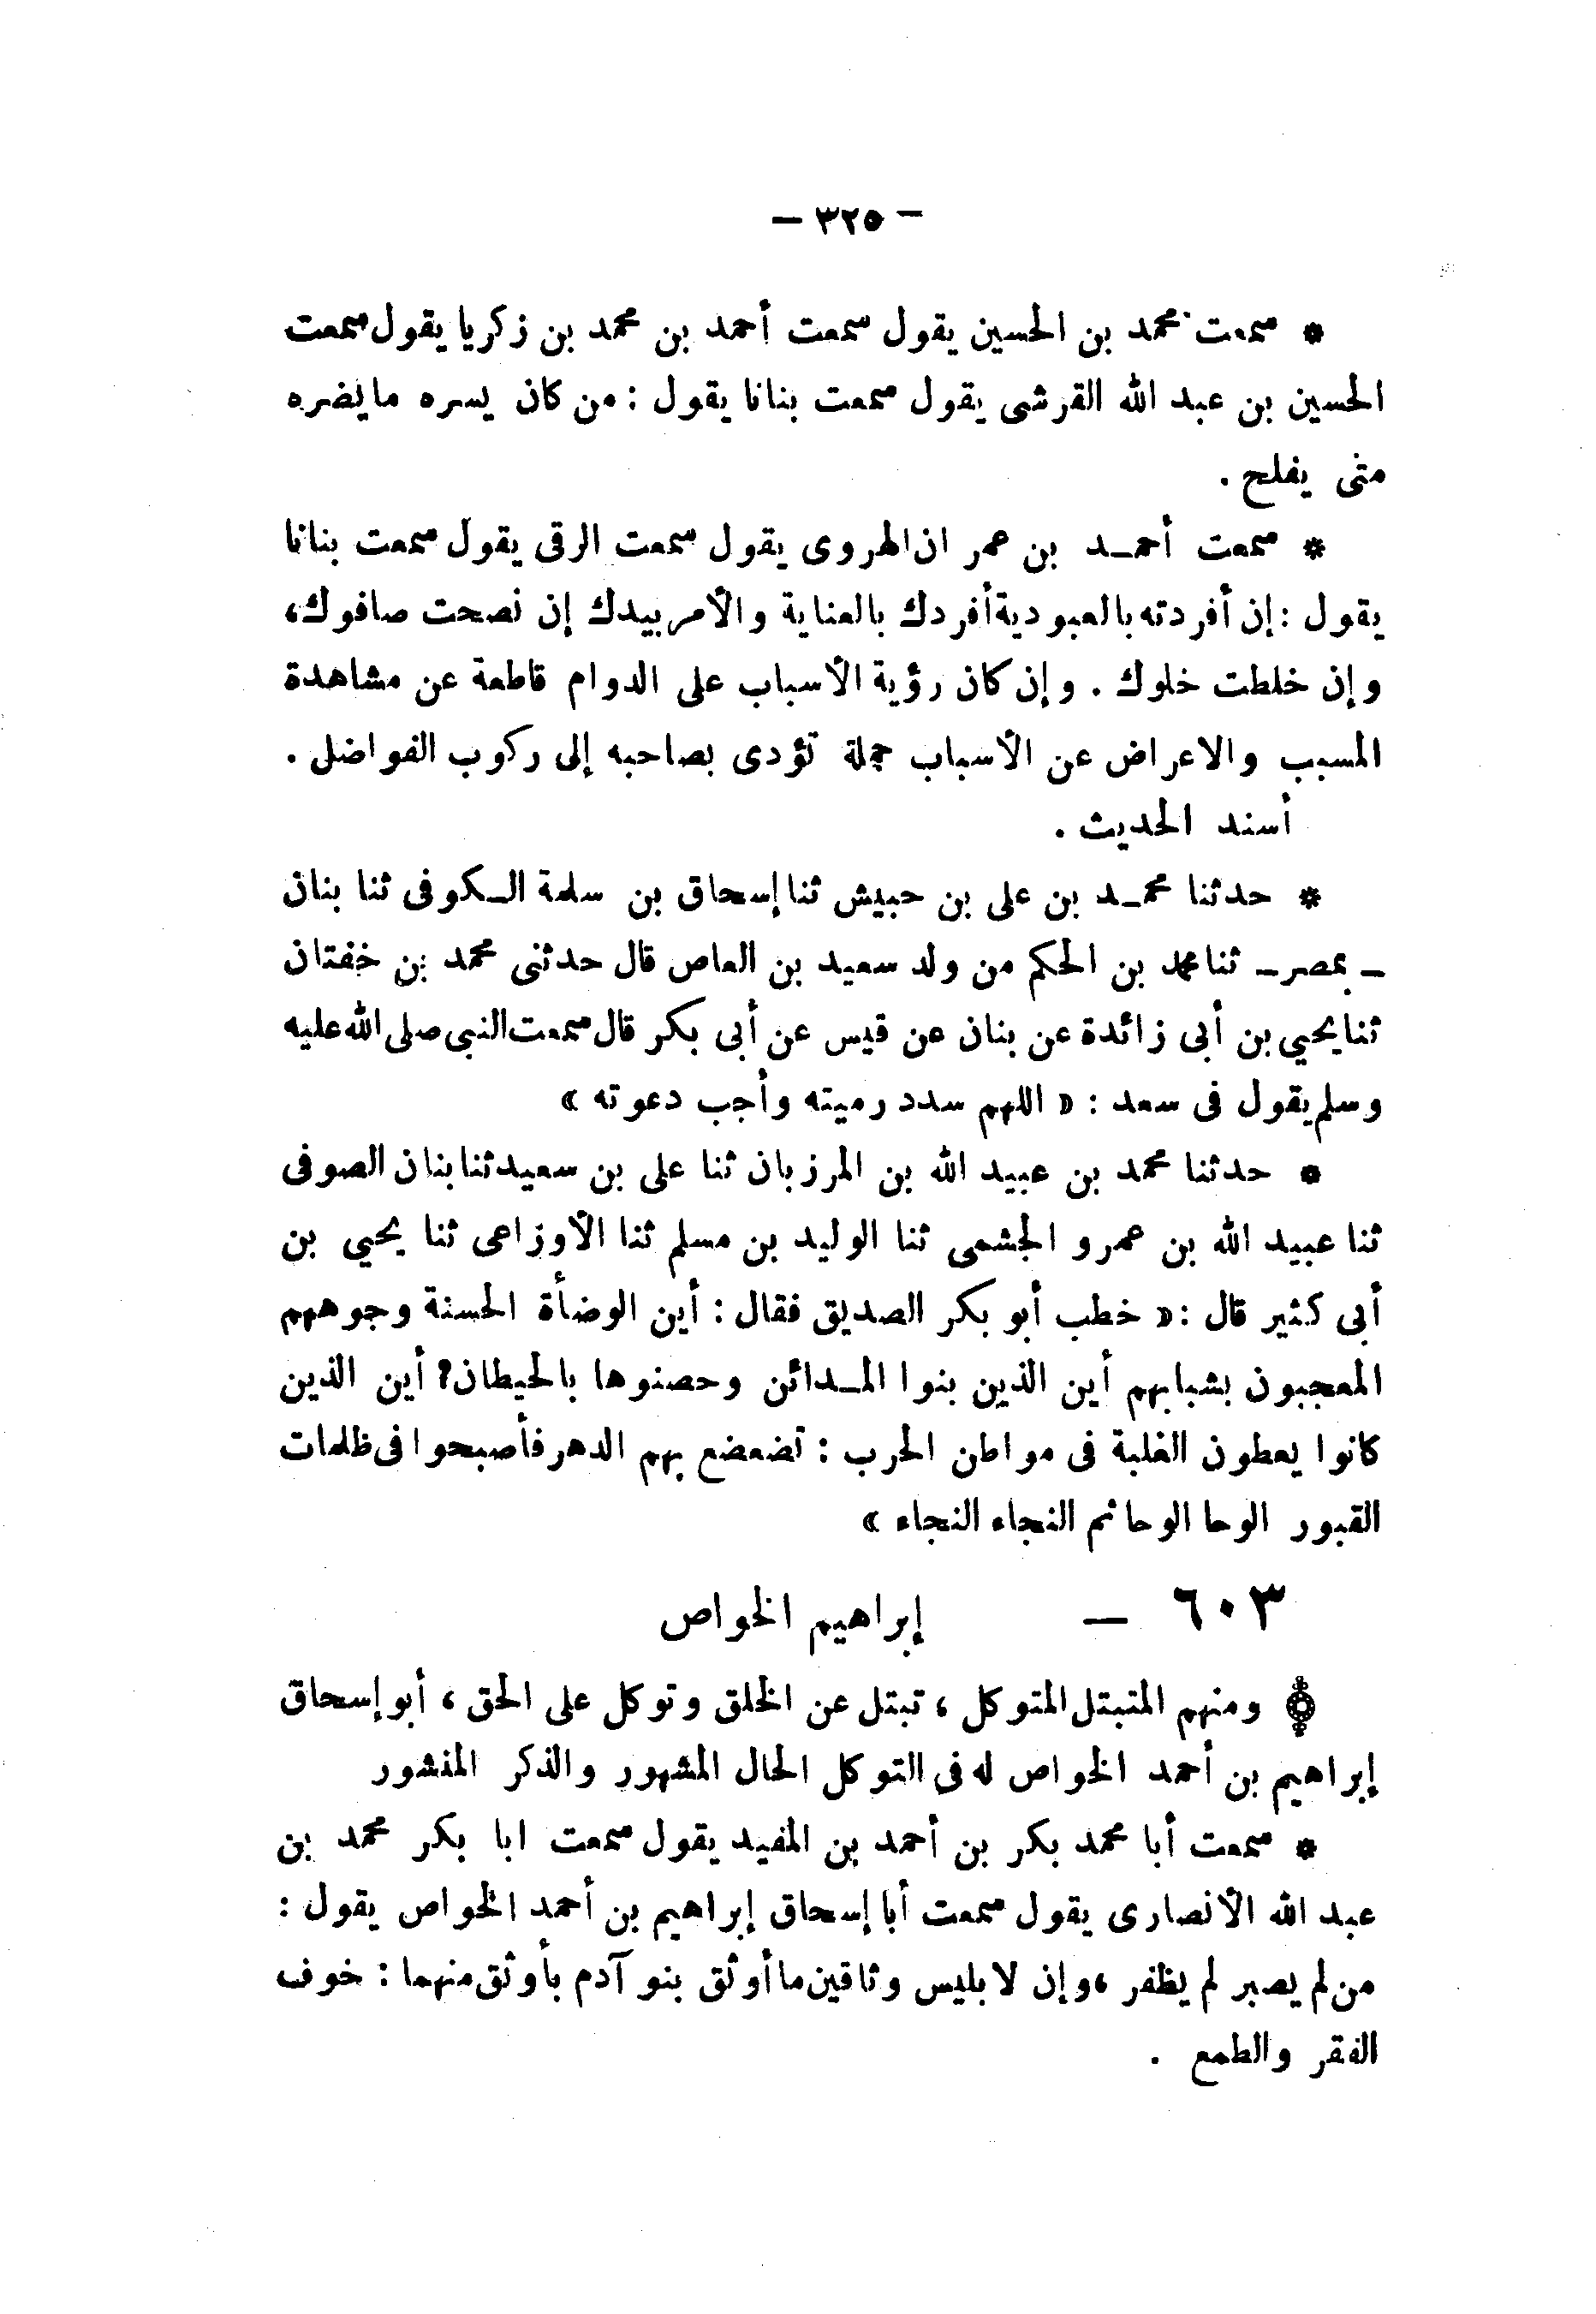 — ٣٢٥ —
* سمعت محمد بن الحسين يقول سمعت أحمد بن محمد بن زكريا يقول سمعت
الحسين بن عبد الله القرشى يقول سمعت بنانا يقول : من كان يسره مايضره
متى يفلح .
* سمعت أحمـد بن عمر ان الهروى يقول سمعت الرقى يقول سمعت بنانا
يقول : إن أفردته بالعبودية أفردك بالعناية والأمر بيدك إن نصحت صافوك،
وإن خلطت خلوك . وإن كان رؤية الأسباب على الدوام قاطعة عن مشاهدة
المسبب والاعراض عن الأسباب جملة تؤدى بصاحبه إلى ركوب الفواضل .
أسند الحديث .
* حدثنا محمـد بن على بن حبيش ثنا إسحاق بن سلمة الـكوفى ثنا بنان
ـ بمصر ـ ثنا محمد بن الحكم من ولد سعيد بن العاص قال حدثنى محمد بن خفتان
ثنا يحيى بن أبى زائدة عن بنان عن قيس عن أبى بكر قال سمعت النبى صلى الله عليه
وسلم يقول فى سعد : « اللهم سدد رميته وأجب دعوته »
* حدثنا محمد بن عبيد الله بن المرزبان ثنا على بن سعيد ثنا بنان الصوفى
ثنا عبيد الله بن عمرو الجشمى ثنا الوليد بن مسلم ثنا الأوزاعى ثنا يحيى بن
أبى كثير قال : « خطب أبو بكر الصديق فقال : أين الوضأة الحسنة وجوههم
المعجبون بشبابهم أين الذين بنوا المـدائن وحصنوها بالحيطان؟ أين الذين
كانوا يعطون الغلبة فى مواطن الحرب : تضعضع بهم الدهر فأصبحوا فى ظلمات
القبور الوحا الوحا ثم النجاء النجاء »
٦٠٣ — إبراهيم الخواص
ومنهم المتبتل المتوكل ، تبتل عن الخلق وتوكل على الحق ، أبو إسحاق
إبراهيم بن أحمد الخواص له فى التوكل الحال المشهور والذكر المنشور
* سمعت أبا محمد بكر بن أحمد بن المفيد يقول سمعت ابا بكر محمد بن
عبد الله الأنصارى يقول سمعت أبا إسحاق إبراهيم بن أحمد الخواص يقول :
من لم يصبر لم يظفر ، وإن لابليس وثاقين ما أوثق بنو آدم بأوثق منهما : خوف
الفقر والطمع .